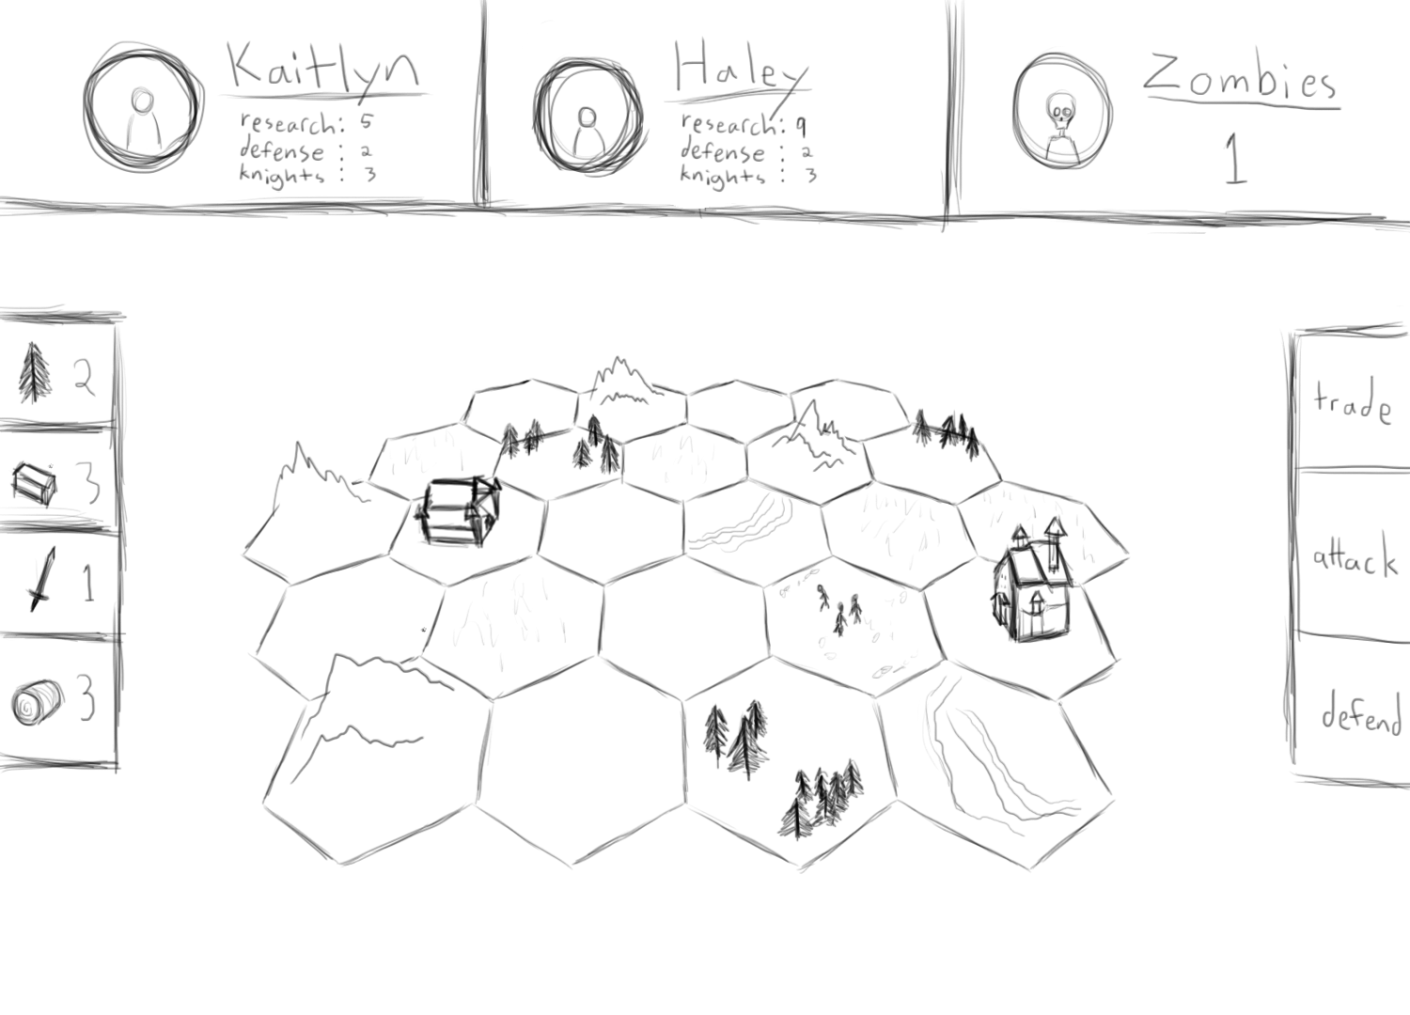 Kaitlyn
research: 5
defense : 2
knights : 3
Haley
research: 9
defense : 2
knights : 3
Zombies
1
2
3
1
3
trade
attack
defend